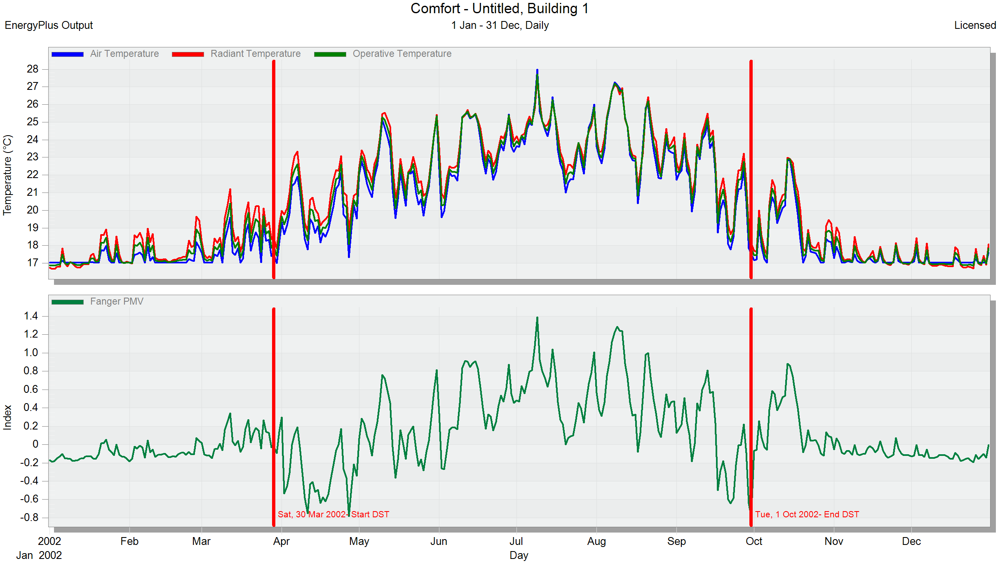 Comfort - Untitled, Building 1
EnergyPlus Output
1 Jan - 31 Dec, Daily
Licensed
Air Temperature
Radiant Temperature
Operative Temperature
Temperature (°C)
28
27
26
25
24
23
22
21
20
19
18
17
Fanger PMV
Index
1.4
1.2
1.0
0.8
0.6
0.4
0.2
0
-0.2
-0.4
-0.6
-0.8
Sat, 30 Mar 2002- Start DST
Tue, 1 Oct 2002- End DST
2002 Feb Mar Apr May Jun Jul Aug Sep Oct Nov Dec
Jan 2002
Day